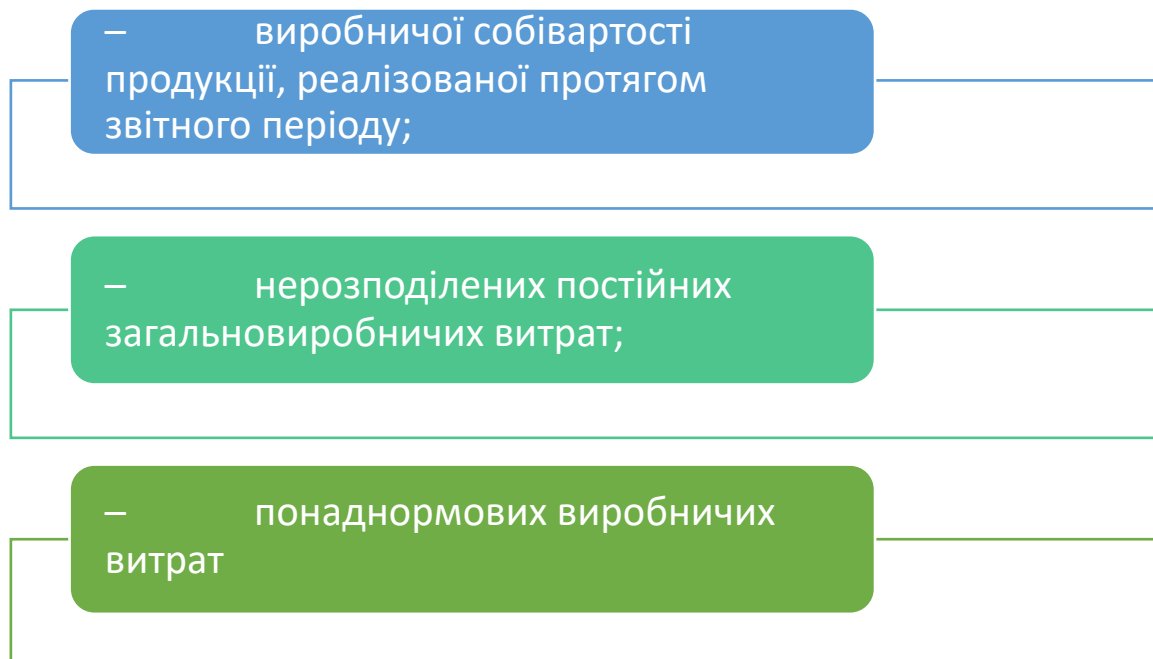 – виробничої собівартості
продукції, реалізованої протягом
звітного періоду;
– нерозподілених постійних
загальновиробничих витрат;
– понаднормових виробничих
витрат